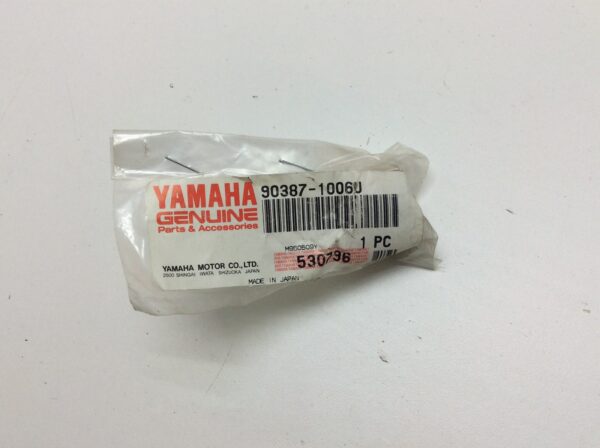 YAMAHA
GENUINE
Parts & Accessories
90387-1006U
1 PC
530796
YAMAHA MOTOR CO., LTD.
2500 SHINGAI IWATA SHIZUOKA JAPAN
MADE IN JAPAN